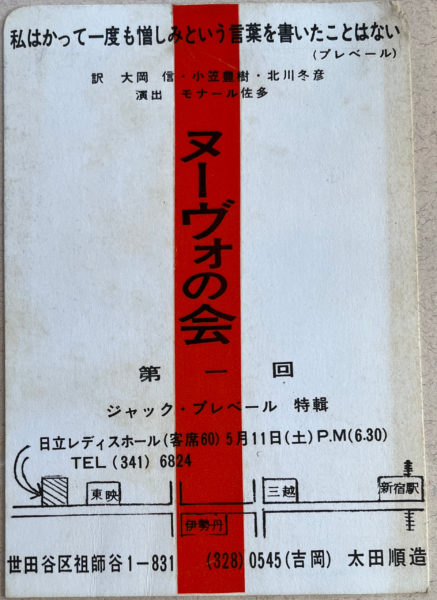 私はかって一度も憎しみという言葉を書いたことはない
(プレベール)
訳 大岡 信・小笠豊樹・北川冬彦
演出 モナール佐多
ヌーヴォの会
第一回
ジャック・プレベール 特輯
日立レディスホール(客席60) 5月11日(土) P.M(6.30)
TEL (341) 6824
東映
三越
新宿駅
伊勢丹
世田谷区祖師谷1-831 (328) 0545(吉岡) 太田順造